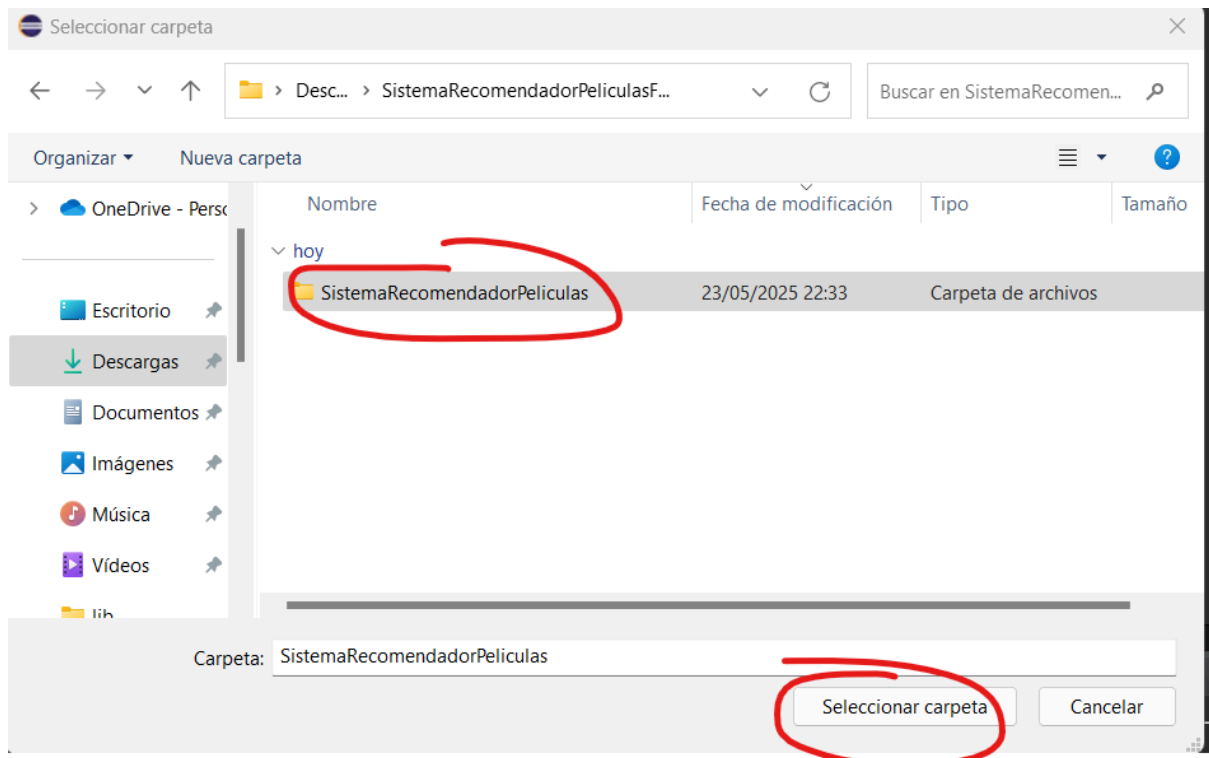 Seleccionar carpeta
Desc... > SistemaRecomendadorPeliculasF...
Buscar en SistemaRecomen...
Organizar
Nueva carpeta
OneDrive - Perso
Nombre
Fecha de modificación
Tipo
Tamaño
hoy
SistemaRecomendadorPeliculas
23/05/2025 22:33
Carpeta de archivos
Escritorio
Descargas
Documentos
Imágenes
Música
Vídeos
lib
Carpeta:
SistemaRecomendadorPeliculas
Seleccionar carpeta
Cancelar